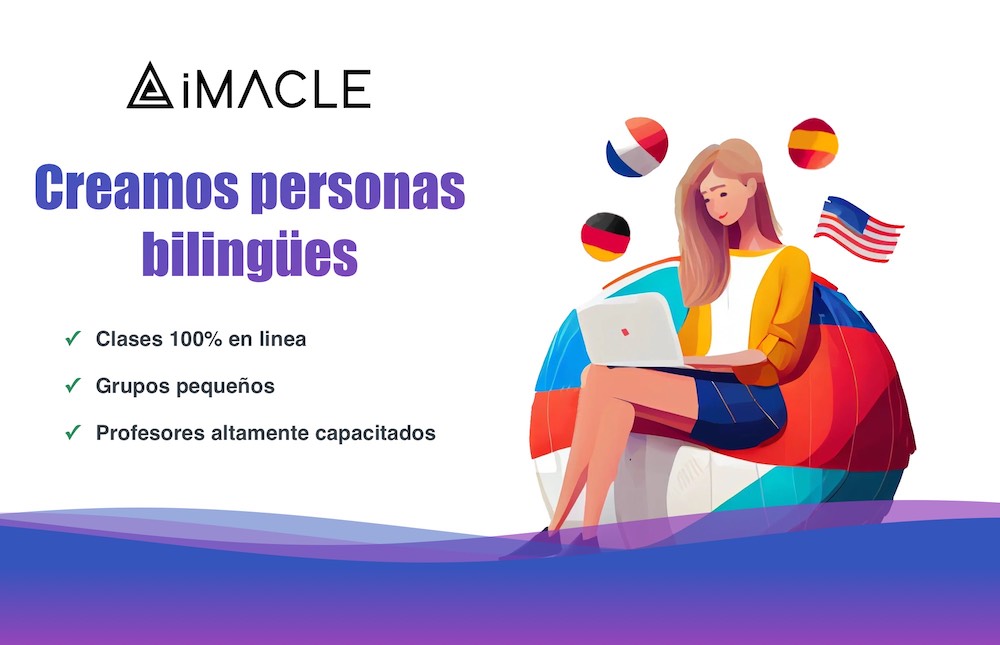 iMACLE
Creamos personas
bilingües
✓ Clases 100% en linea
✓ Grupos pequeños
✓ Profesores altamente capacitados